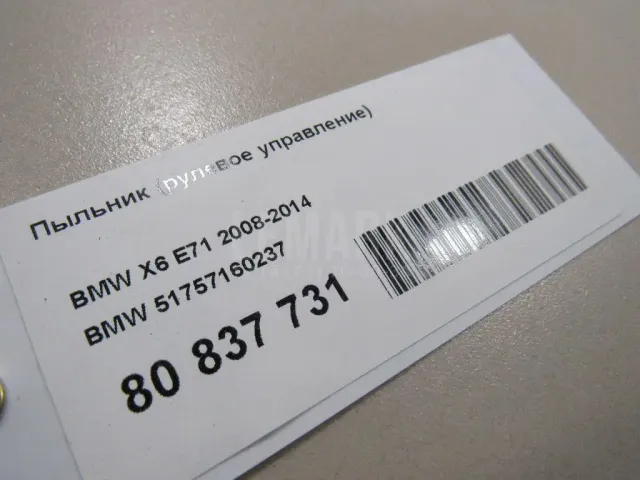 Пыльник (рулевое управление)
BMW X6 E71 2008-2014
BMW 51757160237
80 837 731